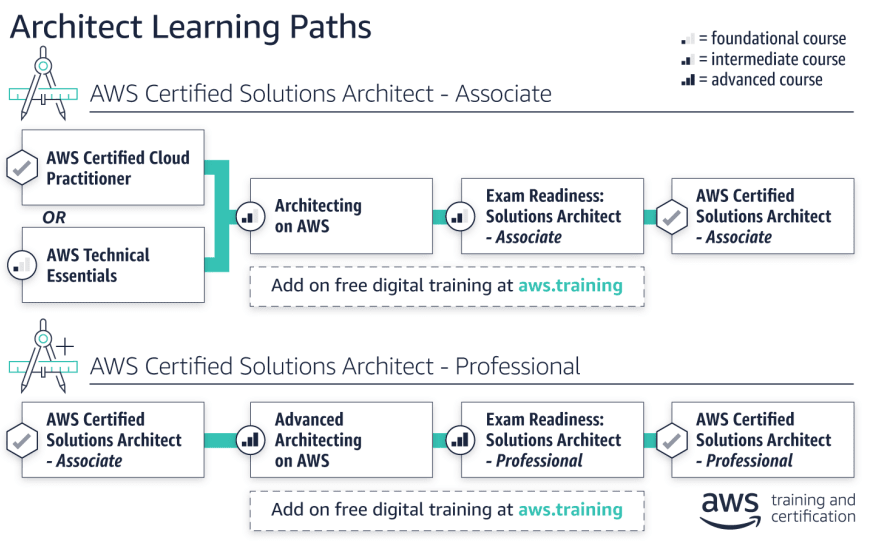 Architect Learning Paths
= foundational course
= intermediate course
= advanced course
AWS Certified Solutions Architect - Associate
AWS Certified Cloud
Practitioner
OR
AWS Technical
Essentials
Architecting
on AWS
Exam Readiness:
Solutions Architect
- Associate
AWS Certified
Solutions Architect
- Associate
Add on free digital training at aws.training
AWS Certified Solutions Architect - Professional
AWS Certified
Solutions Architect
- Associate
Advanced
Architecting
on AWS
Exam Readiness:
Solutions Architect
- Professional
AWS Certified
Solutions Architect
- Professional
Add on free digital training at aws.training
aws
training and
certification